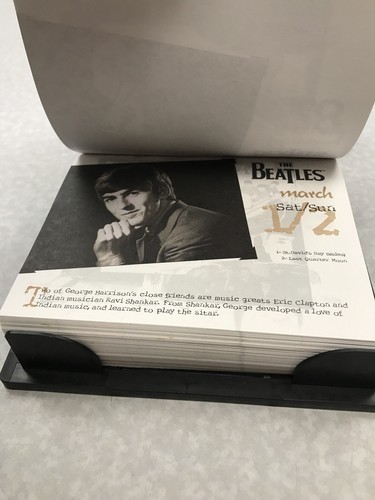 THE
BEATLES
march
Sat/Sun
1/2
1-St.David's Day (Wales)
2-Last Quarter Moon
Two of George Harrison's close friends are music greats Eric Clapton and
Indian musician Ravi Shankar. From Shankar, George developed a love of
Indian music, and learned to play the sitar.